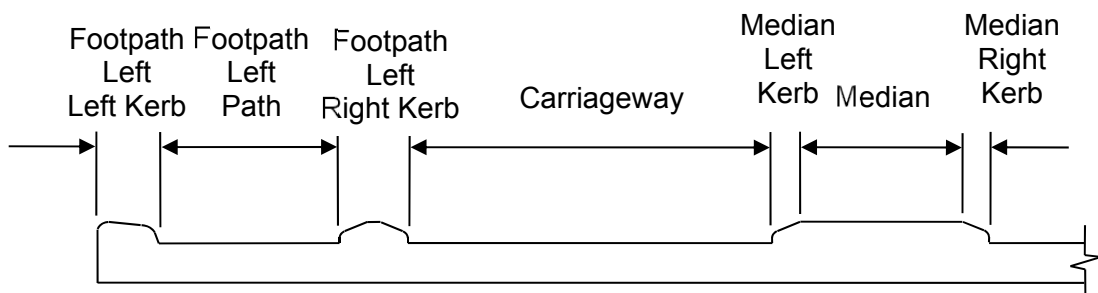 Footpath
Left
Left Kerb
Footpath
Left
Path
Footpath
Left
Right Kerb
Carriageway
Median
Left
Kerb
Median
Median
Right
Kerb